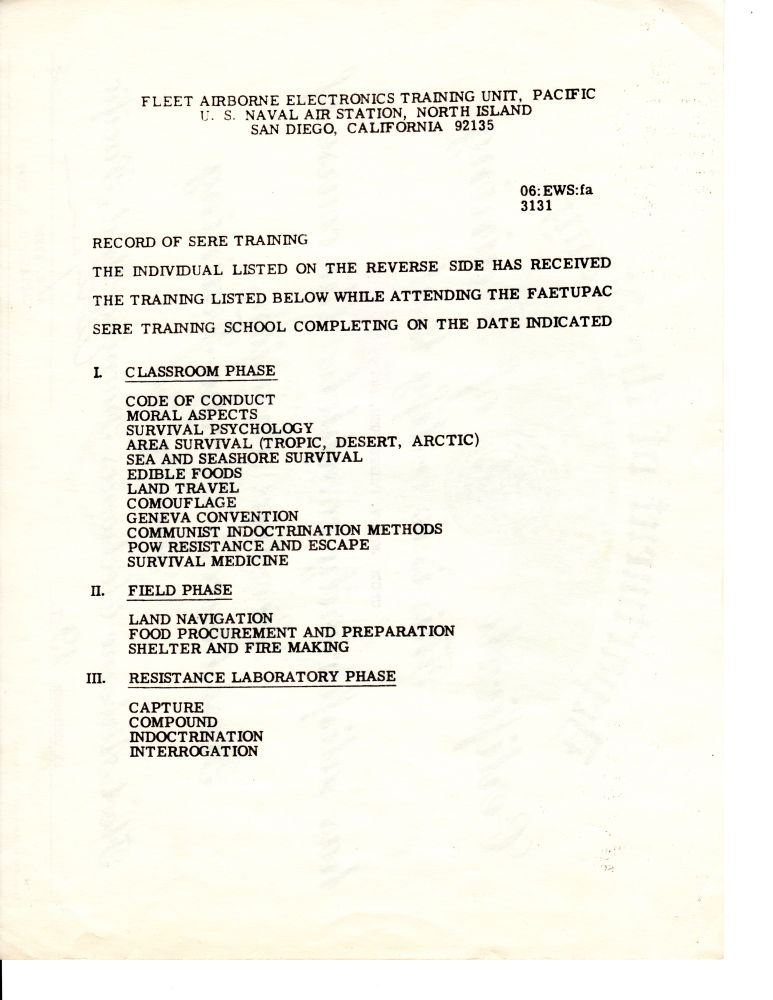 FLEET AIRBORNE ELECTRONICS TRAINING UNIT, PACIFIC
U. S. NAVAL AIR STATION, NORTH ISLAND
SAN DIEGO, CALIFORNIA 92135
06:EWS:fa
3131
RECORD OF SERE TRAINING
THE INDIVIDUAL LISTED ON THE REVERSE SIDE HAS RECEIVED
THE TRAINING LISTED BELOW WHILE ATTENDING THE FAETUPAC
SERE TRAINING SCHOOL COMPLETING ON THE DATE INDICATED
I. CLASSROOM PHASE
CODE OF CONDUCT
MORAL ASPECTS
SURVIVAL PSYCHOLOGY
AREA SURVIVAL (TROPIC, DESERT, ARCTIC)
SEA AND SEASHORE SURVIVAL
EDIBLE FOODS
LAND TRAVEL
COMOUFLAGE
GENEVA CONVENTION
COMMUNIST INDOCTRINATION METHODS
POW RESISTANCE AND ESCAPE
SURVIVAL MEDICINE
II. FIELD PHASE
LAND NAVIGATION
FOOD PROCUREMENT AND PREPARATION
SHELTER AND FIRE MAKING
III. RESISTANCE LABORATORY PHASE
CAPTURE
COMPOUND
INDOCTRINATION
INTERROGATION